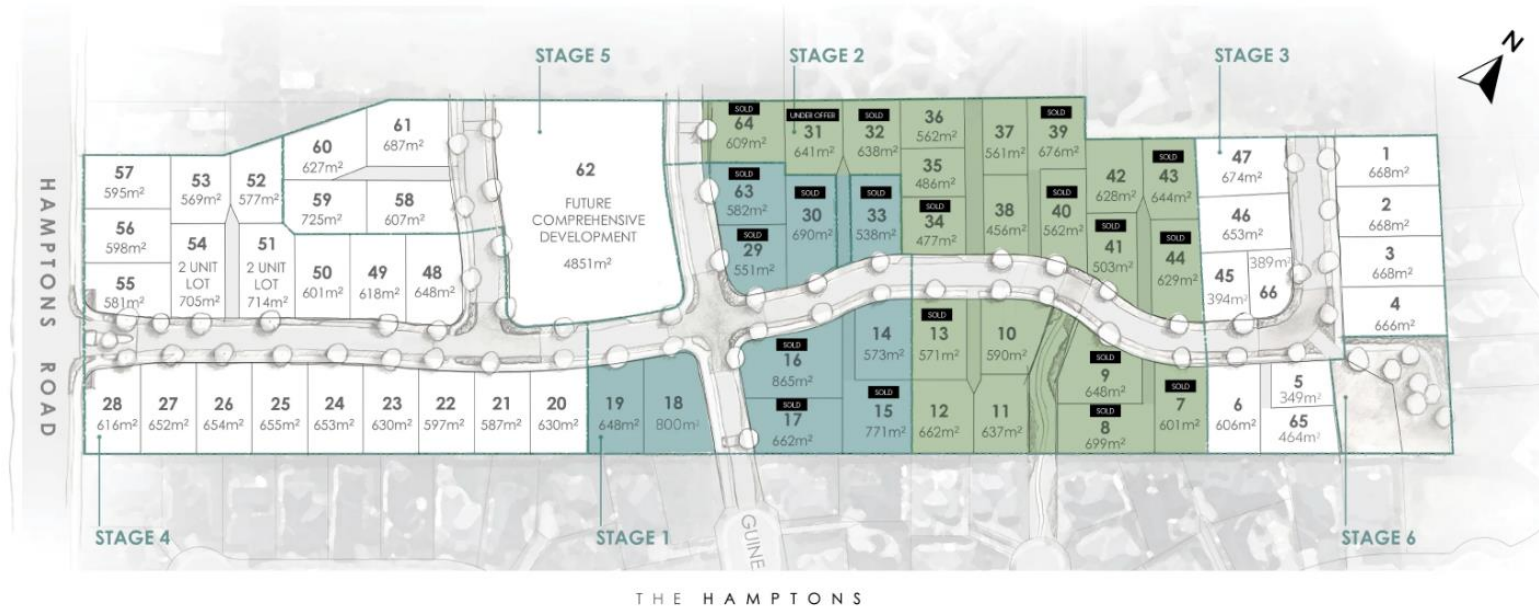 STAGE 5
STAGE 2
STAGE 3
N
HAMPTONS ROAD
57
595m²
56
598m²
55
581m²
53
569m²
54
2 UNIT
LOT
705m²
52
577m²
51
2 UNIT
LOT
714m²
60
627m²
61
687m²
59
725m²
58
607m²
50
601m²
49
618m²
48
648m²
62
FUTURE
COMPREHENSIVE
DEVELOPMENT
4851m²
SOLD
64
609m²
UNDER OFFER
31
641m²
SOLD
32
638m²
36
562m²
35
486m²
SOLD
34
477m²
37
561m²
38
456m²
SOLD
39
676m²
SOLD
40
562m²
42
628m²
SOLD
41
503m²
SOLD
43
644m²
SOLD
44
629m²
SOLD
63
582m²
SOLD
29
551m²
SOLD
30
690m²
SOLD
33
538m²
47
674m²
46
653m²
45
394m²
389m²
66
1
668m²
2
668m²
3
668m²
4
666m²
28
616m²
27
652m²
26
654m²
25
655m²
24
653m²
23
630m²
22
597m²
21
587m²
20
630m²
19
648m²
18
800m²
SOLD
16
865m²
SOLD
17
662m²
14
573m²
SOLD
15
771m²
SOLD
13
571m²
12
662m²
10
590m²
11
637m²
SOLD
9
648m²
SOLD
8
699m²
SOLD
7
601m²
6
606m²
5
349m²
65
464m²
STAGE 4
STAGE 1
GUINE
STAGE 6
THE HAMPTONS